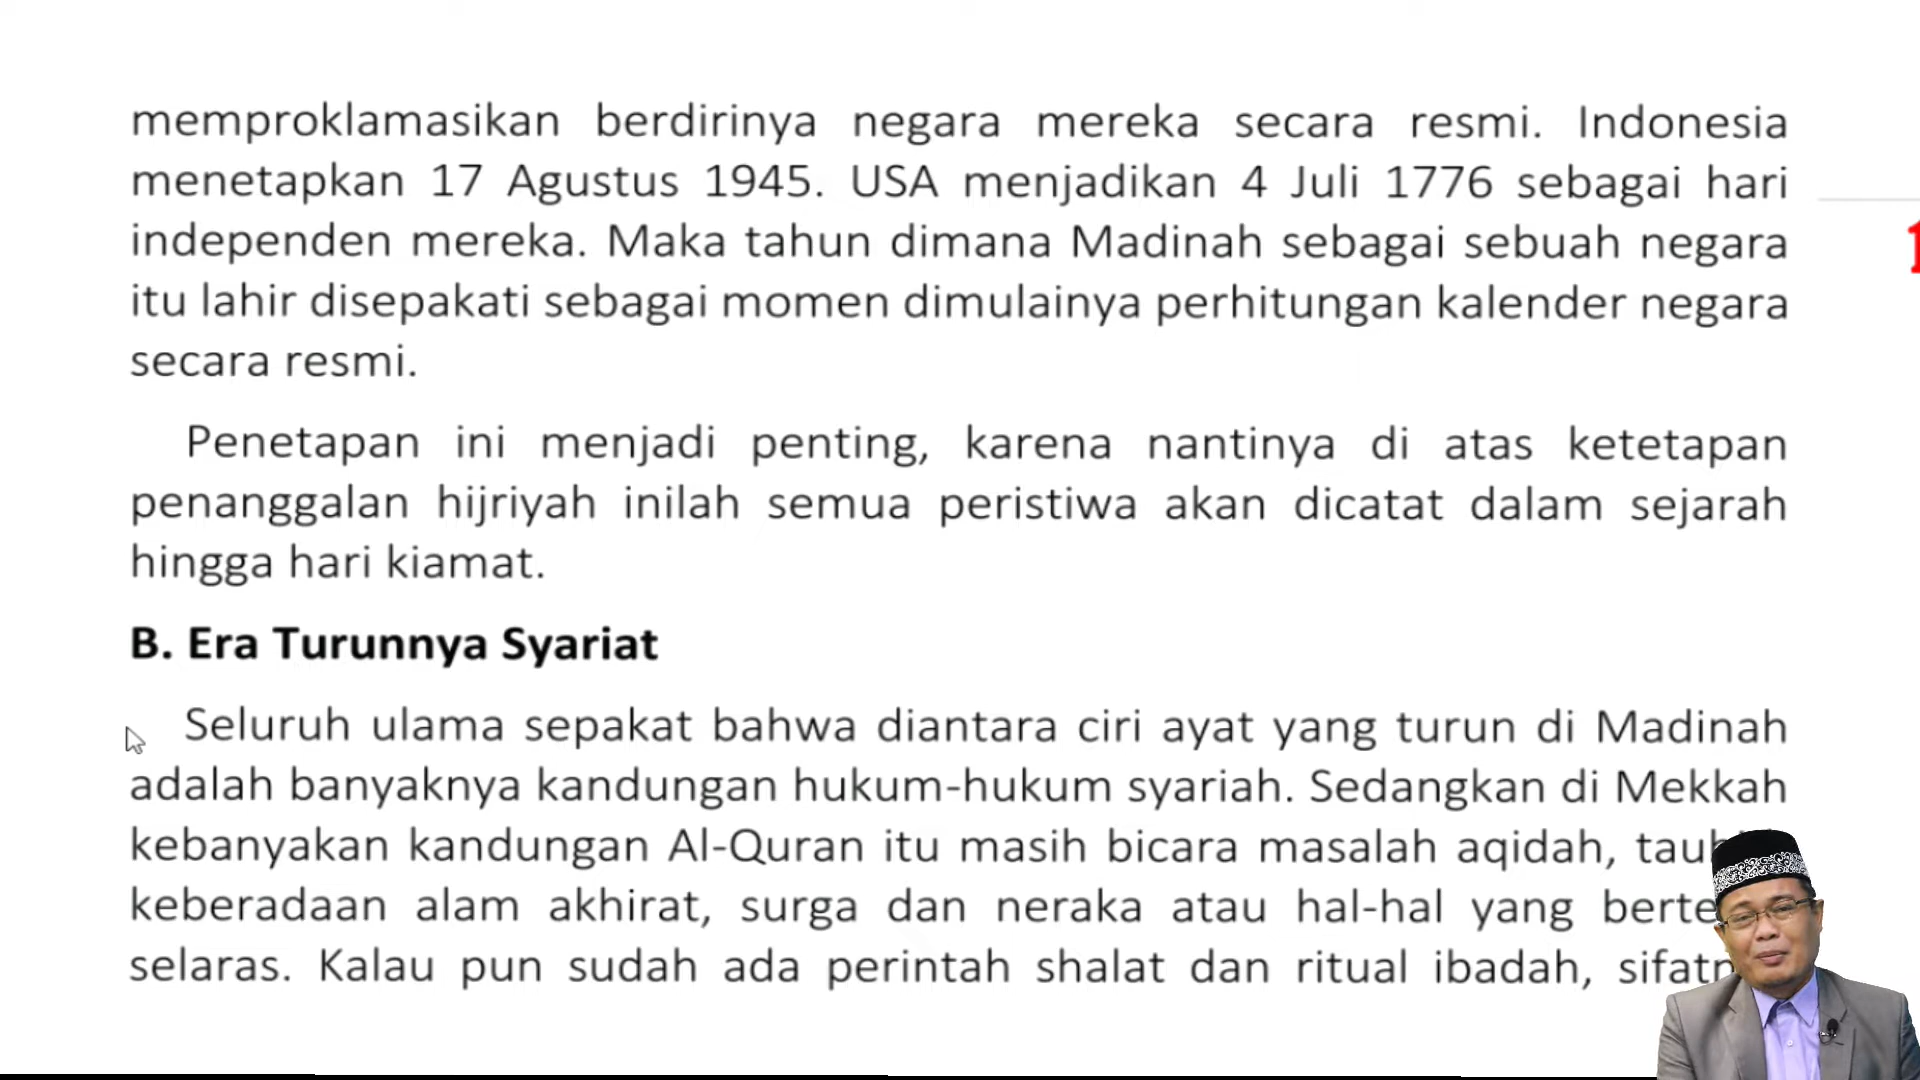 memproklamasikan berdirinya negara mereka secara resmi. Indonesia
menetapkan 17 Agustus 1945. USA menjadikan 4 Juli 1776 sebagai hari
independen mereka. Maka tahun dimana Madinah sebagai sebuah negara
itu lahir disepakati sebagai momen dimulainya perhitungan kalender negara
secara resmi.
Penetapan ini menjadi penting, karena nantinya di atas ketetapan
penanggalan hijriyah inilah semua peristiwa akan dicatat dalam sejarah
hingga hari kiamat.
B. Era Turunnya Syariat
Seluruh ulama sepakat bahwa diantara ciri ayat yang turun di Madinah
adalah banyaknya kandungan hukum-hukum syariah. Sedangkan di Mekkah
kebanyakan kandungan Al-Quran itu masih bicara masalah aqidah,
keberadaan alam akhirat, surga dan neraka atau hal-hal yang
selaras. Kalau pun sudah ada perintah shalat dan ritual ibadah,